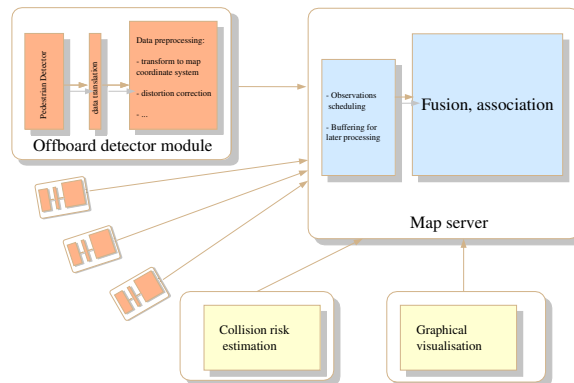 Pedestrian Detector
data translation
Data preprocessing:
- transform to map
coordinate system
- distortion correction
- ...
Offboard detector module
- Observations
scheduling
- Buffering for
later processing
Fusion, association
Map server
Collision risk
estimation
Graphical
visualisation